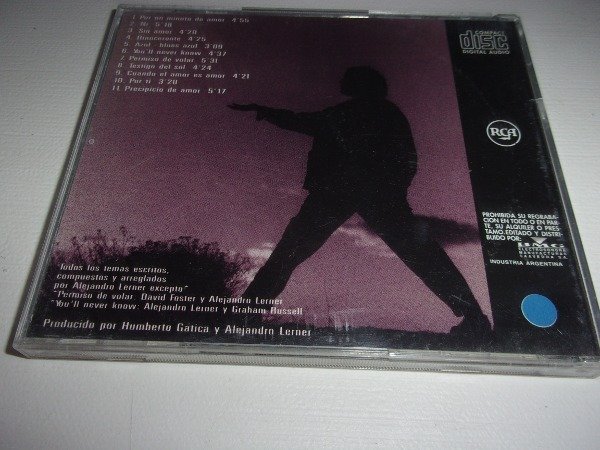 1. Por un minuto de amor 4'55
3. Sin amor 4'20
4. Dieciseiete 4'25
5. Azul - blues azul 3'08
6. You'll never know 4'37
7. Permiso de volar 5'31
8. Testigo del sol 4'24
9. Cuando el amor es amor 4'21
10. Por ti 3'20
11. Precipicio de amor 5'17
COMPACT
disc
DIGITAL AUDIO
RCA
PROHIBIDA SU REGRABA-
CION EN TODO O EN PAR-
TE, SU ALQUILER O PRES-
TAMO. EDITADO Y DISTRI-
BUIDO POR:
INDUSTRIA ARGENTINA
"Todos los temas escritos,
compuestos y arreglados
por Alejandro Lerner excepto"
"Permiso de volar: David Foster y Alejandro Lerner"
"You'll never know: Alejandro Lerner y Graham Russell
Producido por Humberto Gatica y Alejandro Lerner